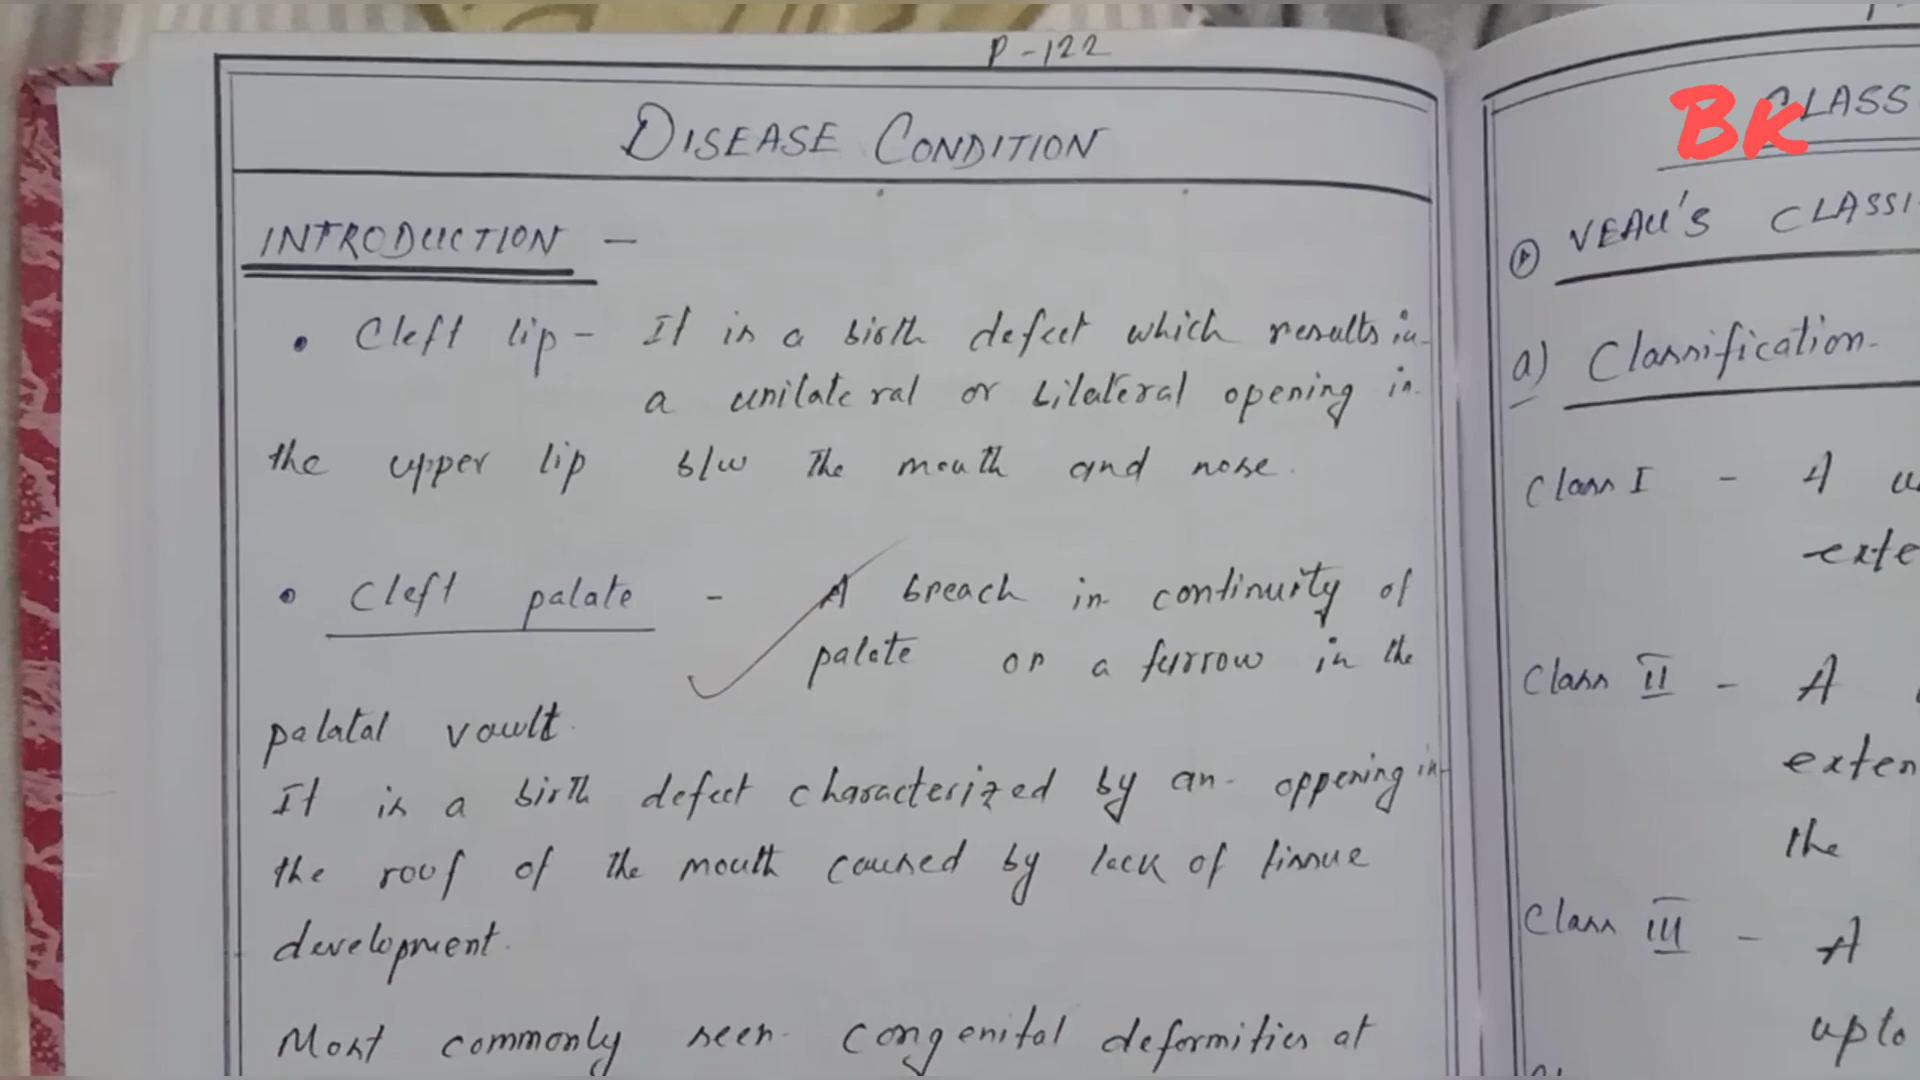 P-122
DISEASE CONDITION
INTRODUCTION -
• Cleft lip - It is a birth defect which results in
a unilateral or bilateral opening in
the upper lip b/w the mouth and nose.
• Cleft palate - A breach in continuity of
palate or a furrow in the
palatal vault.
It is a birth defect characterized by an oppening in
the roof of the mouth caused by lack of tissue
development.
Most commonly seen congenital deformities at
BK
CLASS
A VEAU'S CLASSI
a) Classification.
Class I - A
exte
Class II - A
exten
the
Class III - A
upto